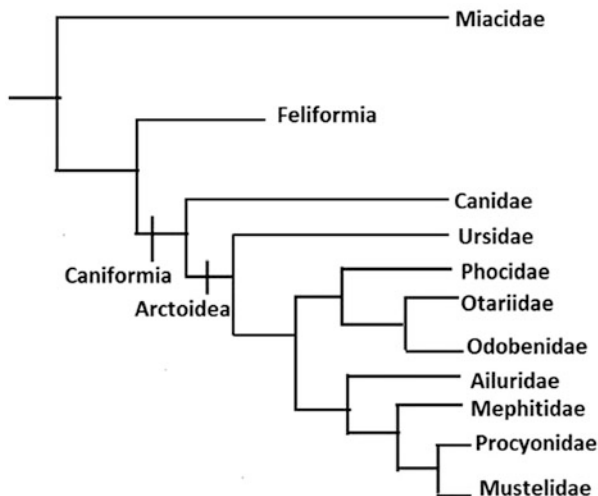 Miacidae
Feliformia
Canidae
Ursidae
Caniformia
Phocidae
Arctoidea
Otariidae
Odobenidae
Ailuridae
Mephitidae
Procyonidae
Mustelidae